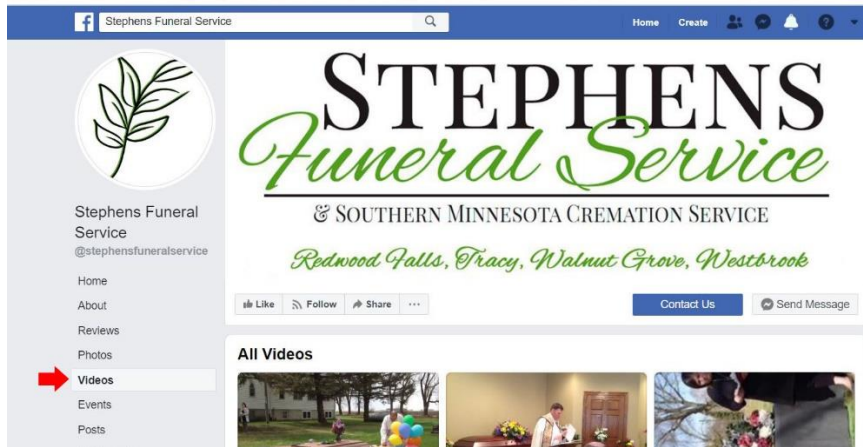 Stephens Funeral Service
Home
Create
STEPHENS
Funeral Service
& SOUTHERN MINNESOTA CREMATION SERVICE
Redwood Falls, Tracy, Walnut Grove, Westbrook
Stephens Funeral
Service
@stephensfuneralservice
Home
About
Reviews
Photos
Videos
Events
Posts
Like
Follow
Share
Contact Us
Send Message
All Videos